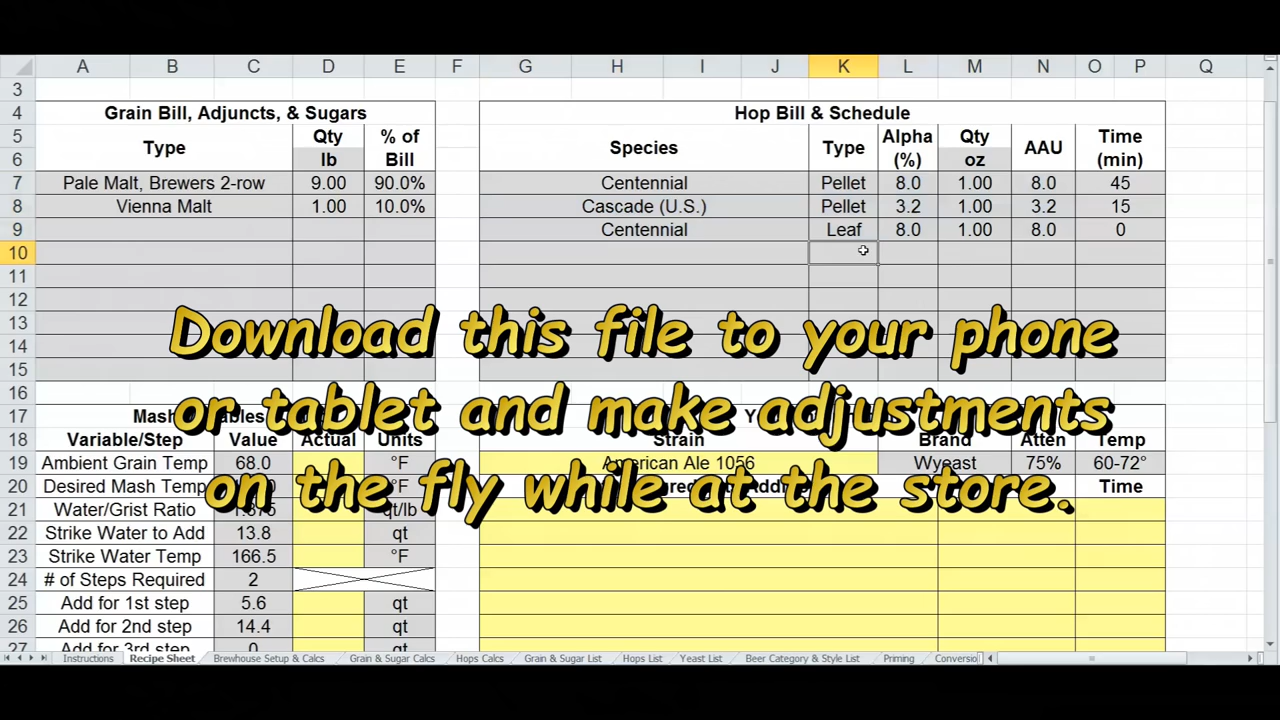 A B C D E F G H I J K L M N O P Q
3
4 Grain Bill, Adjuncts, & Sugars Hop Bill & Schedule
5 Type Qty % of Species Type Alpha Qty AAU Time
6 lb Bill (%) oz (min)
7 Pale Malt, Brewers 2-row 9.00 90.0% Centennial Pellet 8.0 1.00 8.0 45
8 Vienna Malt 1.00 10.0% Cascade (U.S.) Pellet 3.2 1.00 3.2 15
9 Centennial Leaf 8.0 1.00 8.0 0
10
11
12
13
14
15
Download this file to your phone
or tablet and make adjustments
on the fly while at the store.
16
17 Mash
18 Variable/Step Value Actual Units Strain Brand Atten Temp
19 Ambient Grain Temp 68.0 °F American Ale 1056 Wyeast 75% 60-72°
20 Desired Mash Temp °F Time
21 Water/Grist Ratio qt/lb
22 Strike Water to Add 13.8 qt
23 Strike Water Temp 166.5 °F
24 # of Steps Required 2
25 Add for 1st step 5.6 qt
26 Add for 2nd step 14.4 qt
27 Add for 3rd step 0 qt
Instructions Recipe Sheet Brewhouse Setup & Calcs Grain & Sugar Calcs Hops Calcs Grain & Sugar List Hops List Yeast List Beer Category & Style List Priming Conversio